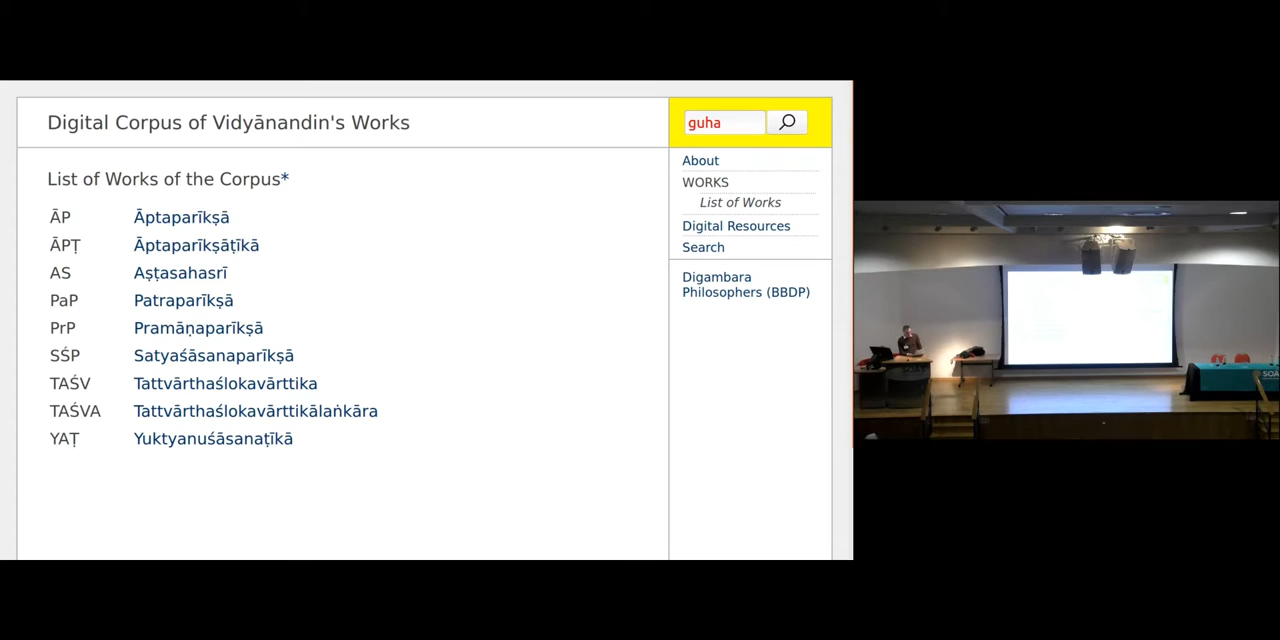 Digital Corpus of Vidyānandin's Works
guha
List of Works of the Corpus*
ĀP Āptaparīkṣā
ĀPṬ Āptaparīkṣāṭīkā
AS Aṣṭasahasrī
PaP Patraparīkṣā
PrP Pramāṇaparīkṣā
SŚP Satyaśāsanaparīkṣā
TAŚV Tattvārthaślokavārttika
TAŚVA Tattvārthaślokavārttikālaṅkāra
YAṬ Yuktyanuśāsanaṭīkā
About
WORKS
List of Works
Digital Resources
Search
Digambara
Philosophers (BBDP)
SOA